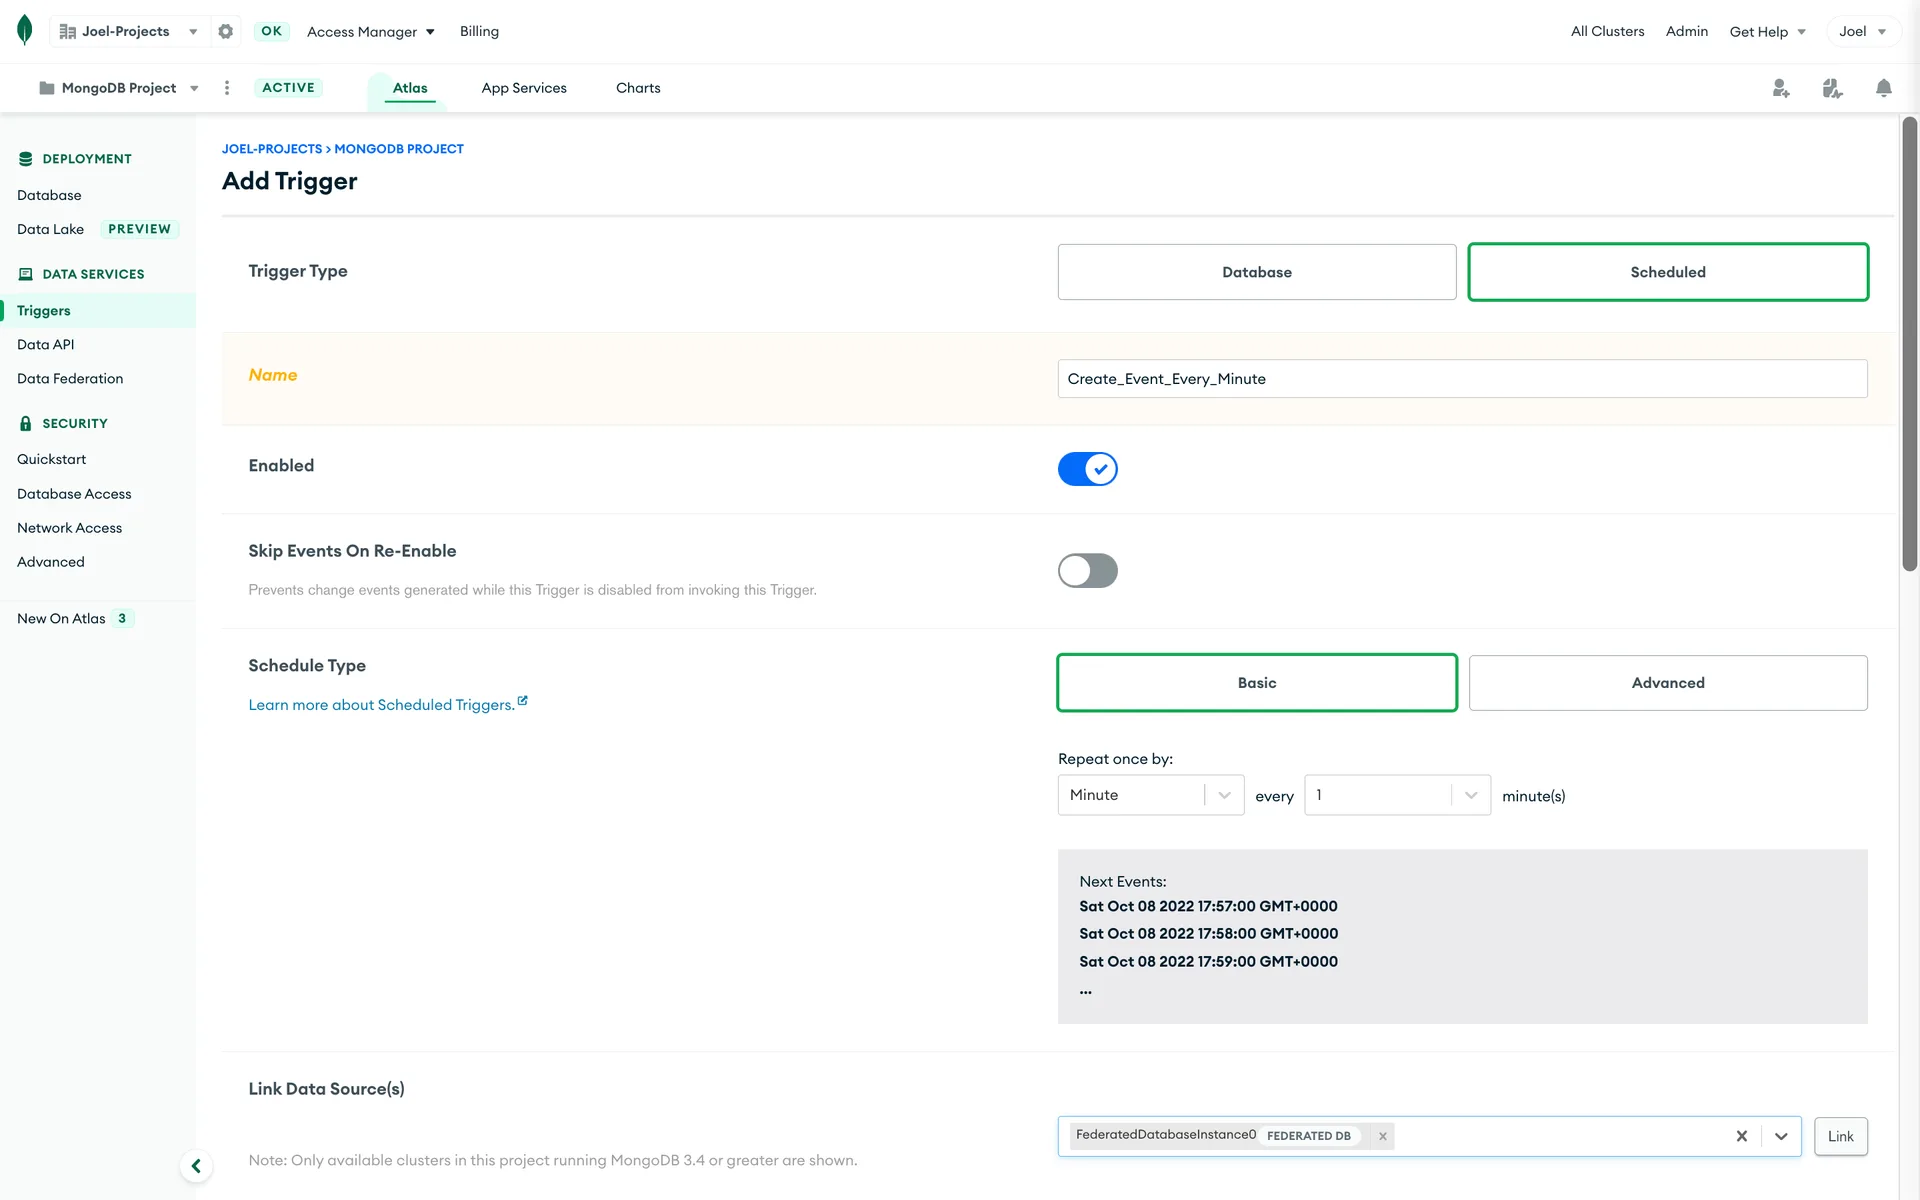 Joel-Projects OK Access Manager Billing All Clusters Admin Get Help Joel
MongoDB Project ACTIVE Atlas App Services Charts
DEPLOYMENT
Database
Data Lake PREVIEW
DATA SERVICES
Triggers
Data API
Data Federation
SECURITY
Quickstart
Database Access
Network Access
Advanced
New On Atlas 3
JOEL-PROJECTS > MONGODB PROJECT
Add Trigger
Trigger Type
Database Scheduled
Name
Create_Event_Every_Minute
Enabled
Skip Events On Re-Enable
Prevents change events generated while this Trigger is disabled from invoking this Trigger.
Schedule Type
Learn more about Scheduled Triggers.
Basic Advanced
Repeat once by:
Minute every 1 minute(s)
Next Events:
Sat Oct 08 2022 17:57:00 GMT+0000
Sat Oct 08 2022 17:58:00 GMT+0000
Sat Oct 08 2022 17:59:00 GMT+0000
...
Link Data Source(s)
Note: Only available clusters in this project running MongoDB 3.4 or greater are shown.
FederatedDatabaseInstance0 FEDERATED DB Link